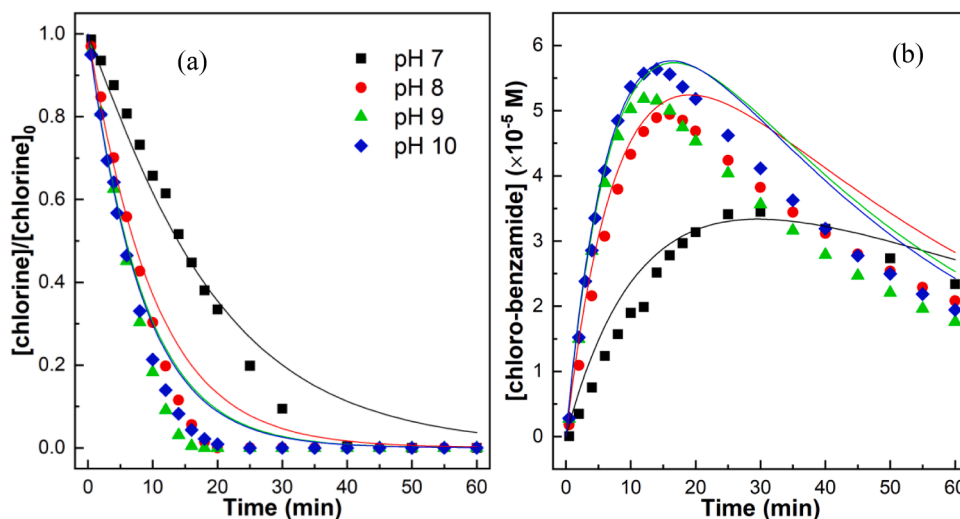 (a)
pH 7
pH 8
pH 9
pH 10
1.0
0.8
0.6
0.4
0.2
0.0
[chlorine]/[chlorine]₀
0 10 20 30 40 50 60
Time (min)
(b)
6
5
4
3
2
1
0
[chloro-benzamide] (×10⁻⁵ M)
0 10 20 30 40 50 60
Time (min)